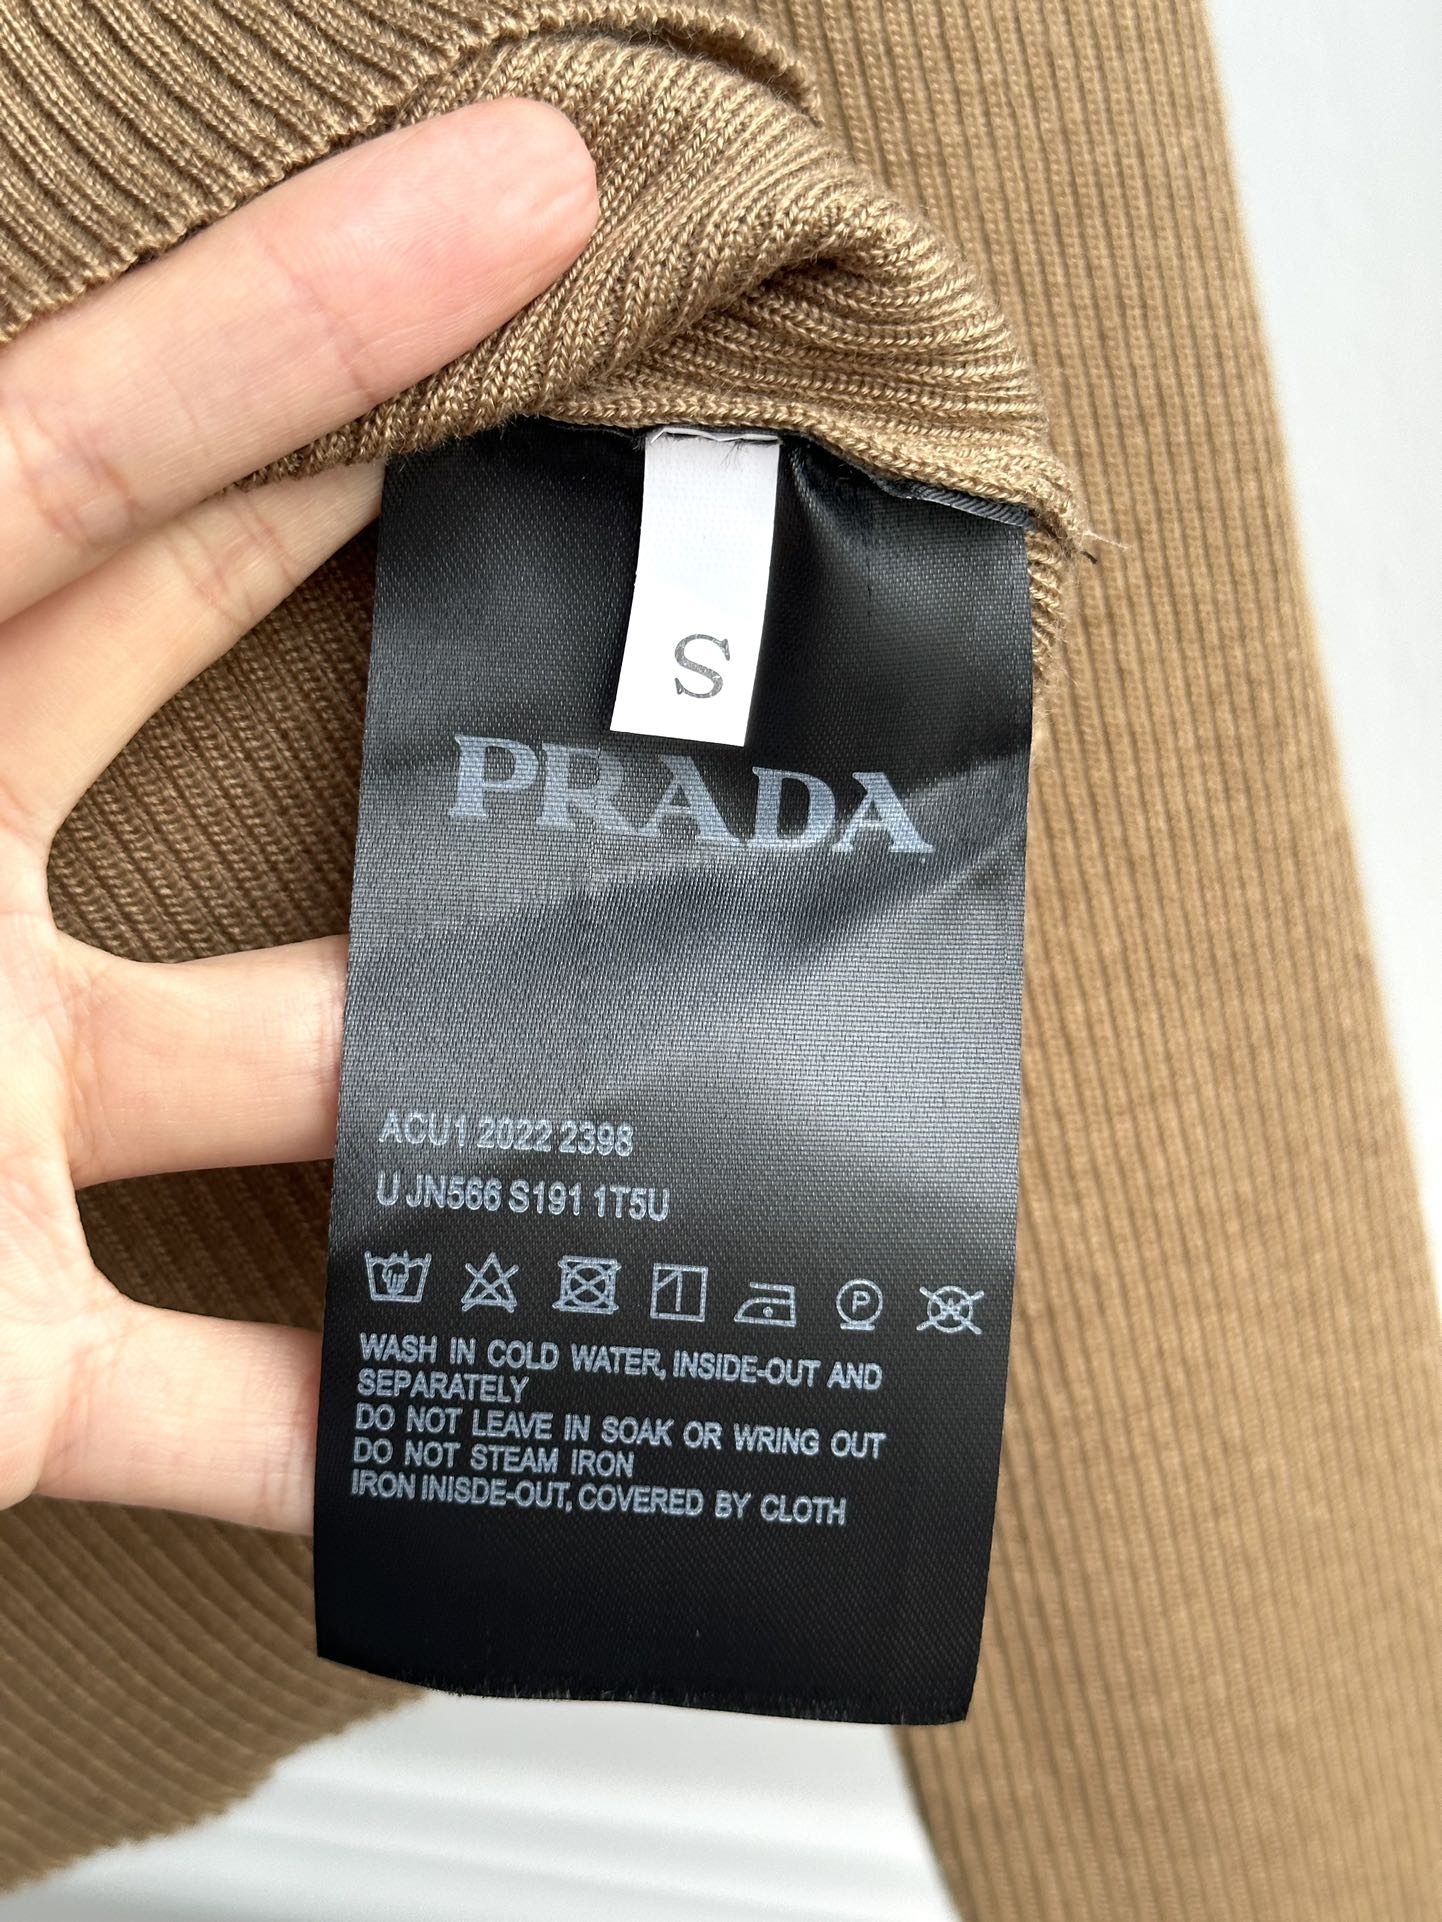 S
PRADA
ACU1 2022 2398
U JN566 S191 1T5U
P
WASH IN COLD WATER, INSIDE-OUT AND
SEPARATELY
DO NOT LEAVE IN SOAK OR WRING OUT
DO NOT STEAM IRON
IRON INISDE-OUT, COVERED BY CLOTH